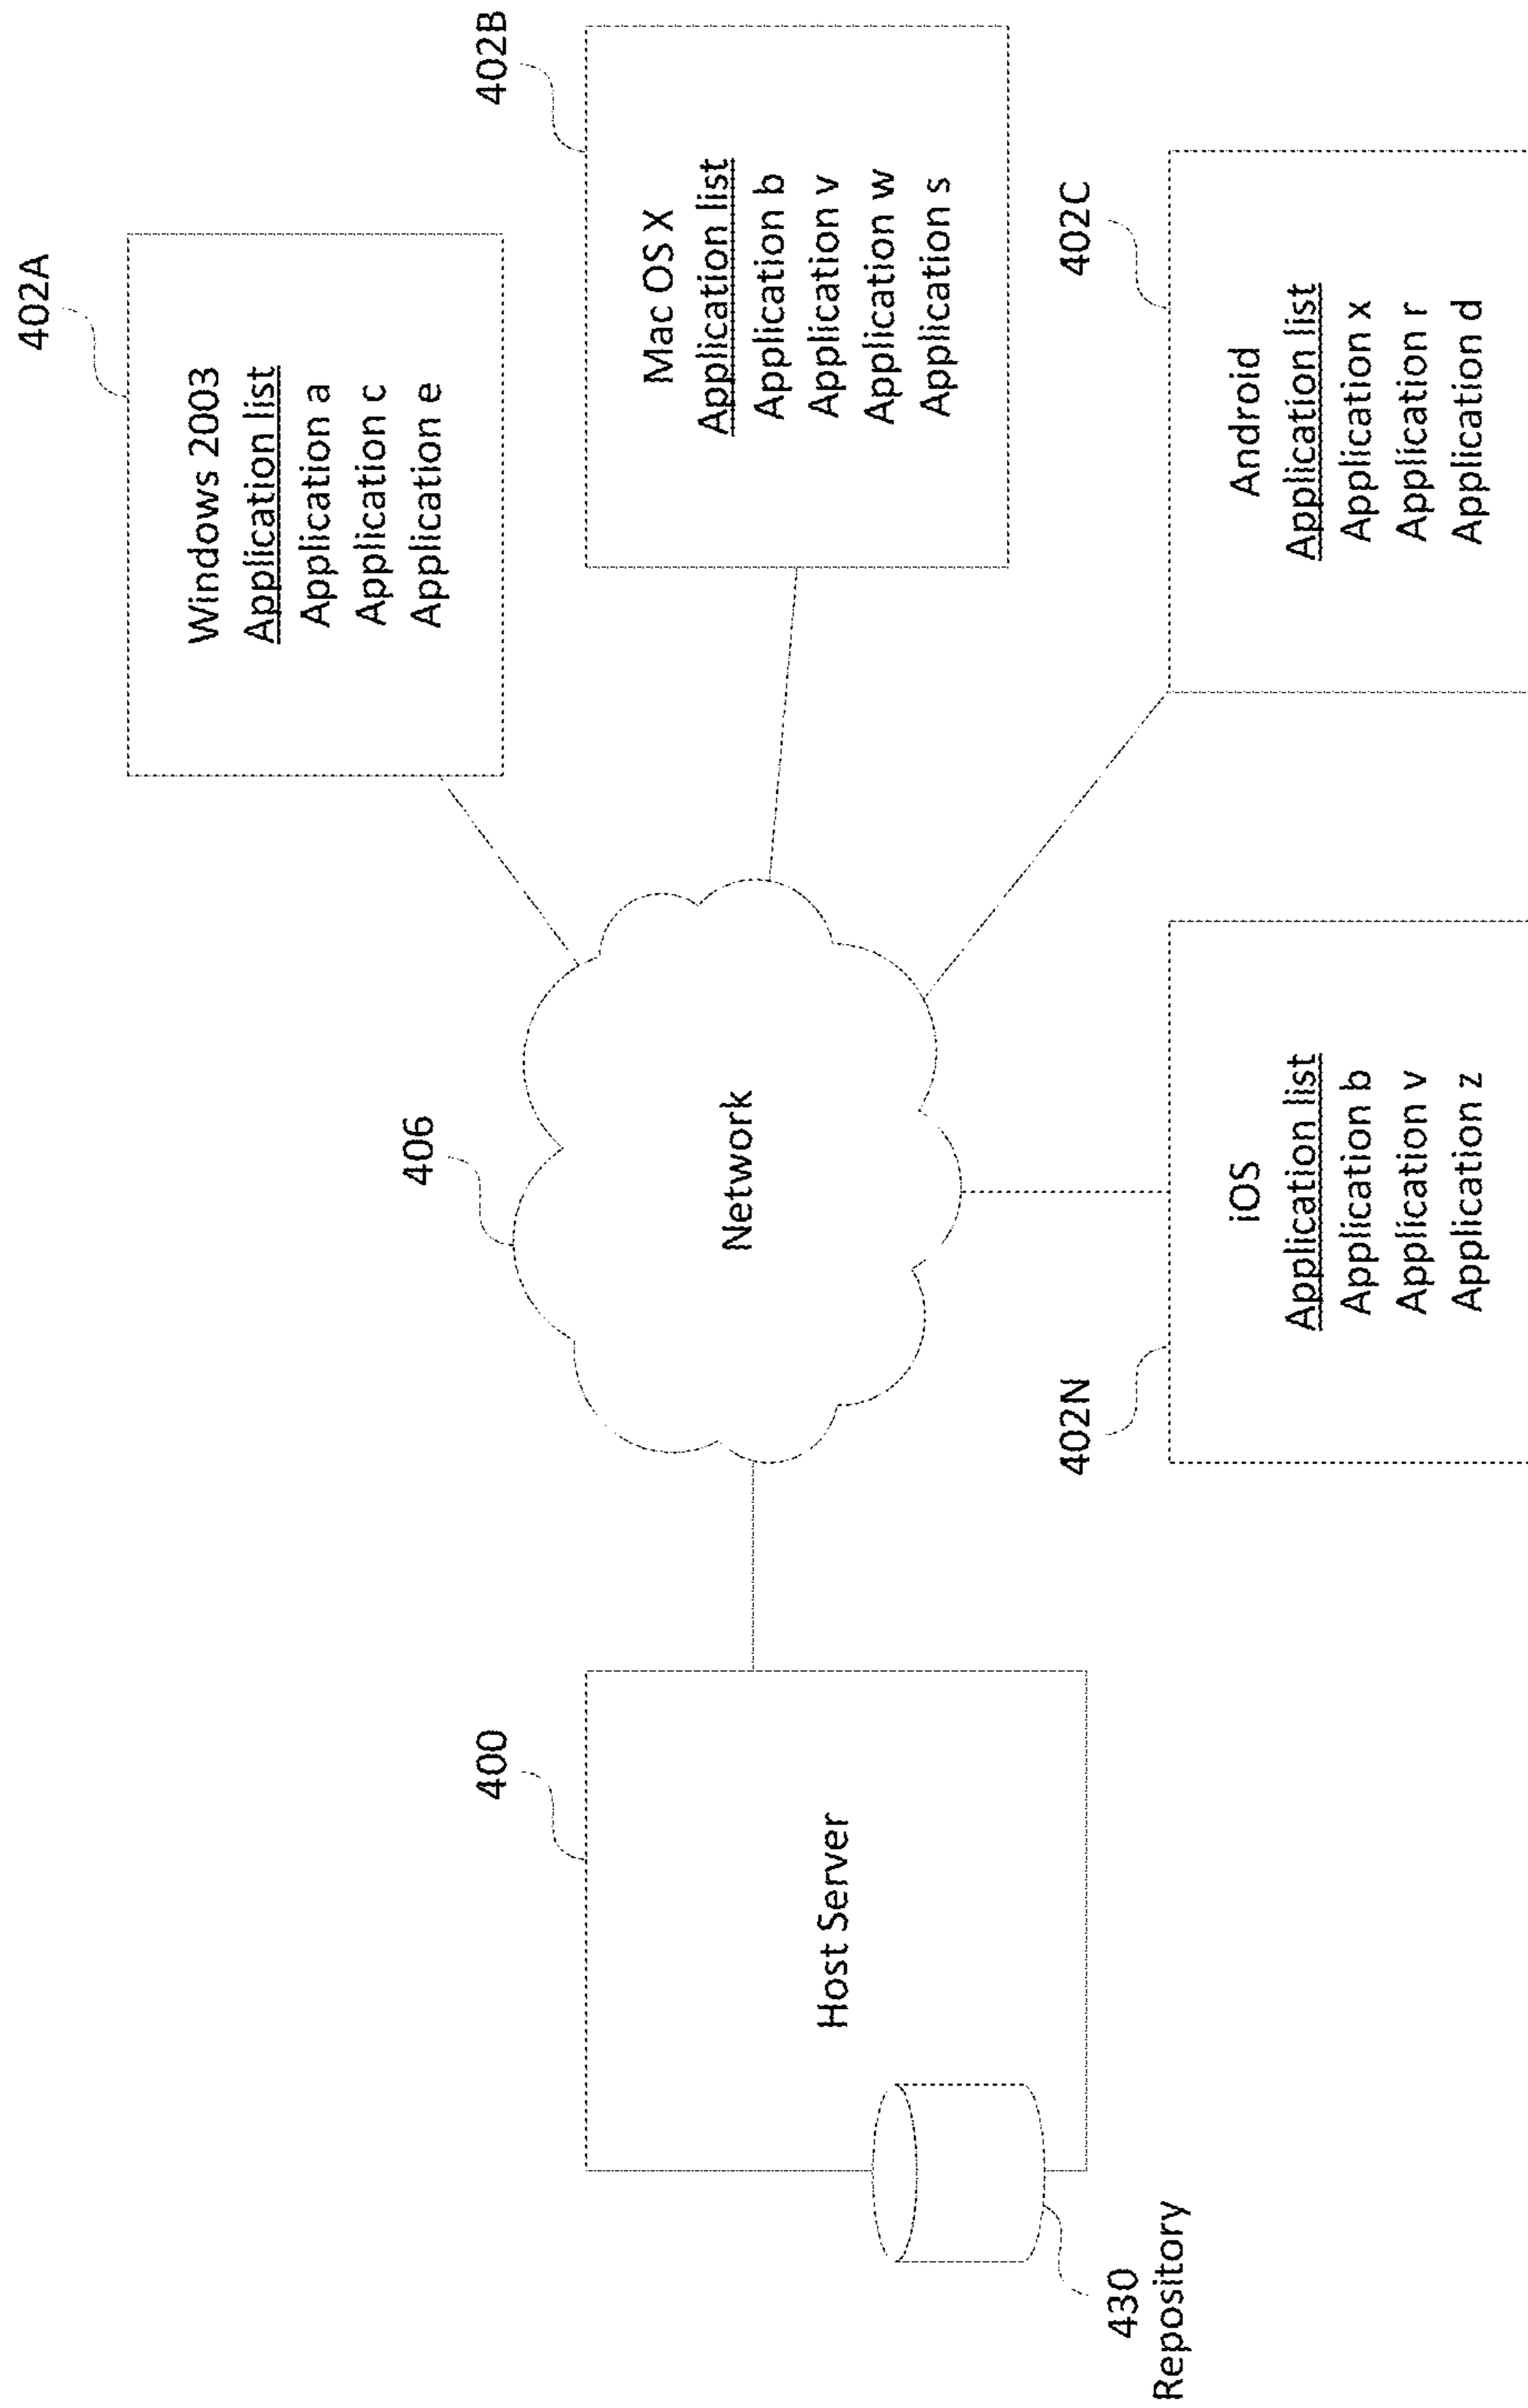 402A
Windows 2003
Application list
Application a
Application c
Application e
402B
Mac OS X
Application list
Application b
Application v
Application w
Application s
406
Network
400
Host Server
430
Repository
402N
iOS
Application list
Application b
Application v
Application z
402C
Android
Application list
Application x
Application r
Application d